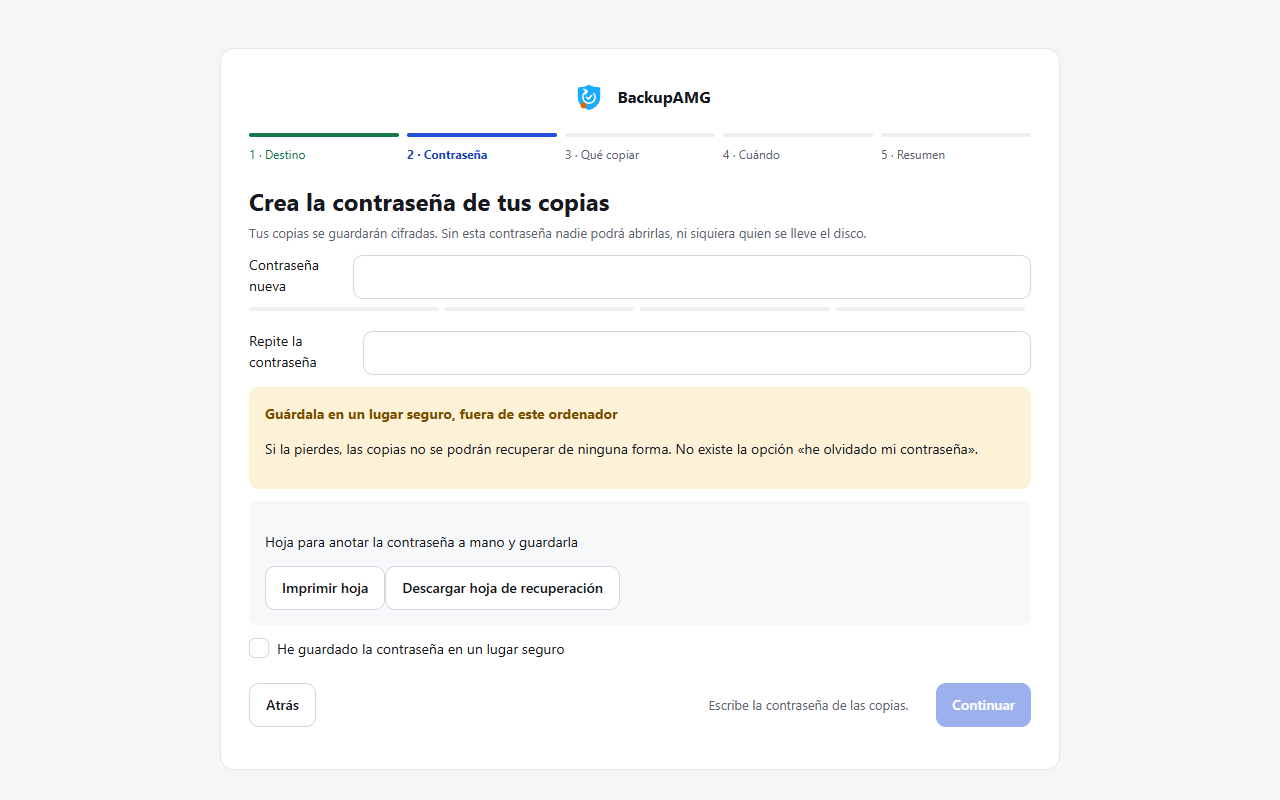 BackupAMG
1 · Destino
2 · Contraseña
3 · Qué copiar
4 · Cuándo
5 · Resumen
Crea la contraseña de tus copias
Tus copias se guardarán cifradas. Sin esta contraseña nadie podrá abrirlas, ni siquiera quien se lleve el disco.
Contraseña
nueva
Repite la
contraseña
Guárdala en un lugar seguro, fuera de este ordenador
Si la pierdes, las copias no se podrán recuperar de ninguna forma. No existe la opción «he olvidado mi contraseña».
Hoja para anotar la contraseña a mano y guardarla
Imprimir hoja
Descargar hoja de recuperación
He guardado la contraseña en un lugar seguro
Atrás
Escribe la contraseña de las copias.
Continuar